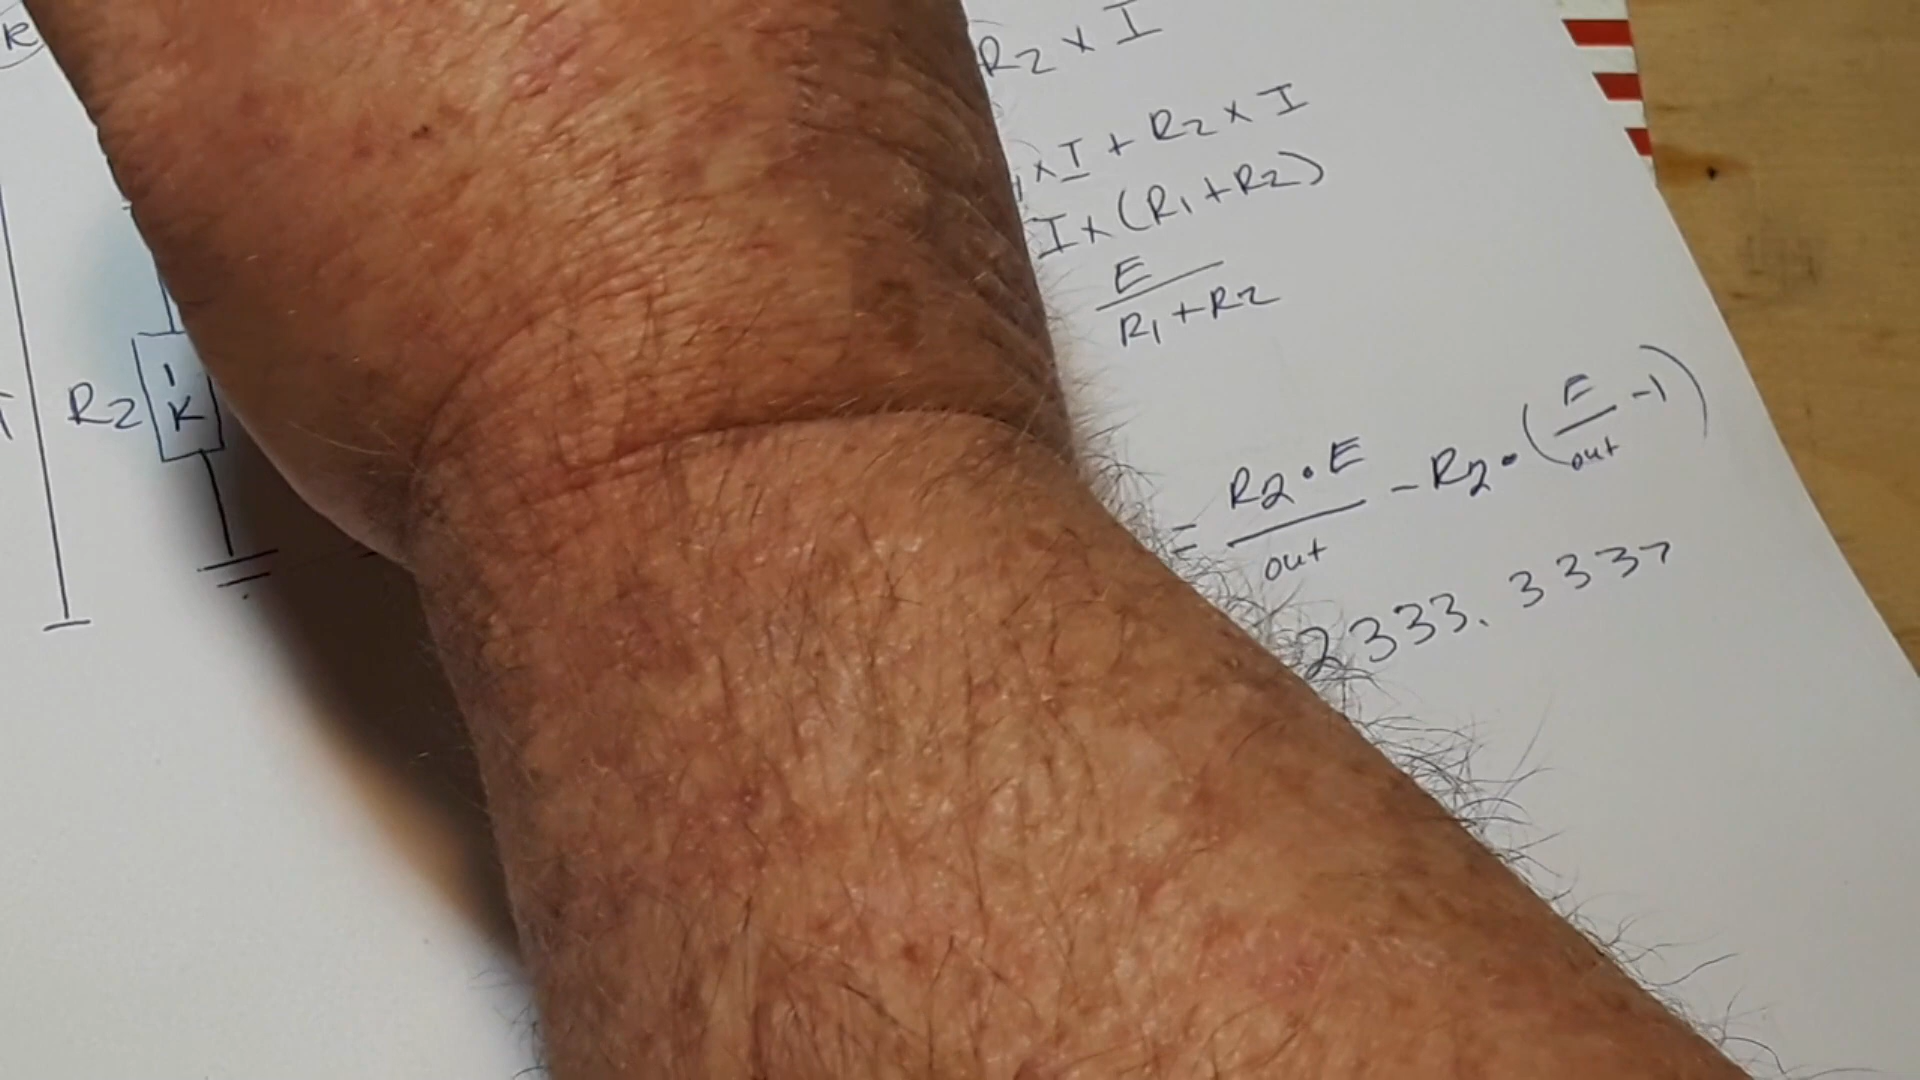 R2 x I
x I + R2 x I
I x (R1 + R2)
E
R1 + R2
R2
1
K
= R2 • E / out - R2 • (E / out - 1)
2333.3337